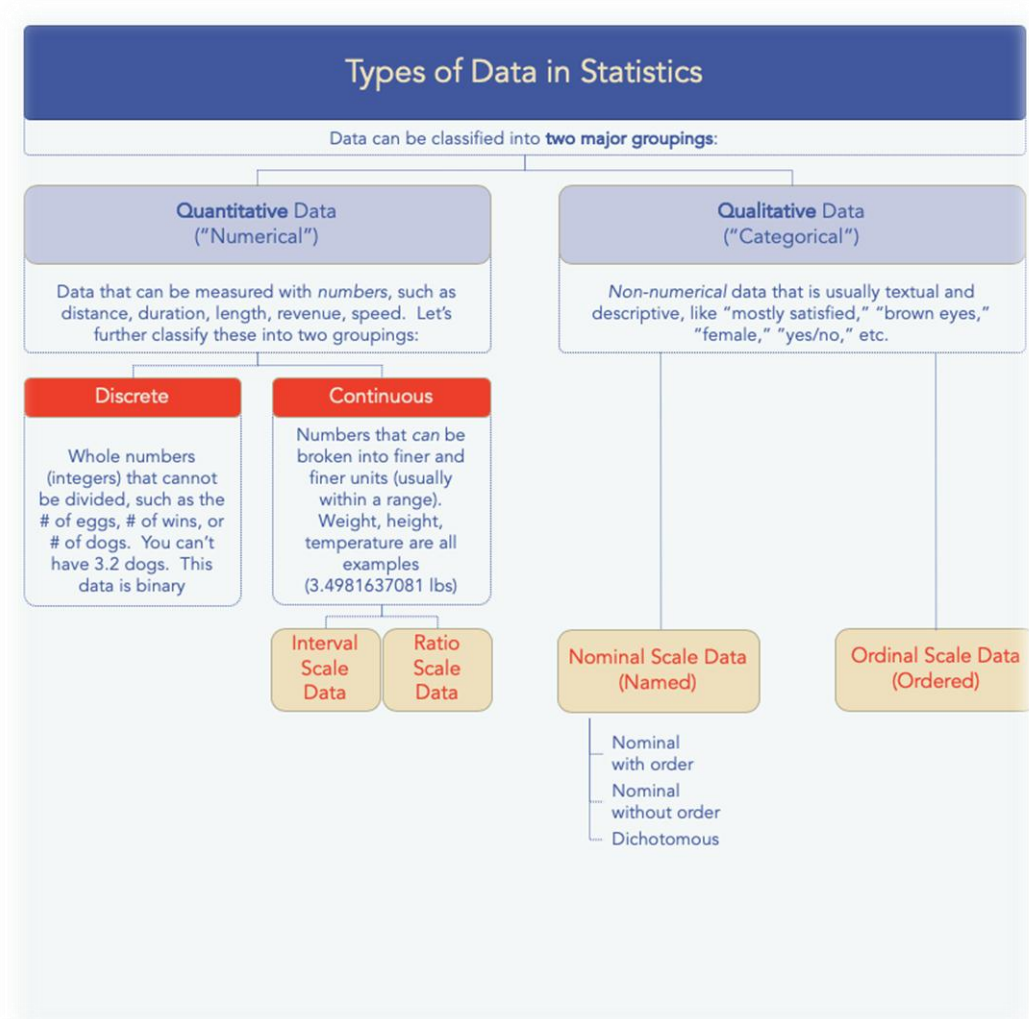 Types of Data in Statistics
Data can be classified into two major groupings:
Quantitative Data
(“Numerical”)
Data that can be measured with numbers, such as
distance, duration, length, revenue, speed.  Let’s
further classify these into two groupings:
Discrete
Whole numbers
(integers) that cannot
be divided, such as the
# of eggs, # of wins, or
# of dogs.  You can’t
have 3.2 dogs.  This
data is binary
Continuous
Numbers that can be
broken into finer and
finer units (usually
within a range).
Weight, height,
temperature are all
examples
(3.4981637081 lbs)
Interval
Scale
Data
Ratio
Scale
Data
Qualitative Data
(“Categorical”)
Non-numerical data that is usually textual and
descriptive, like “mostly satisfied,” “brown eyes,”
“female,” “yes/no,” etc.
Nominal Scale Data
(Named)
Nominal
with order
Nominal
without order
Dichotomous
Ordinal Scale Data
(Ordered)